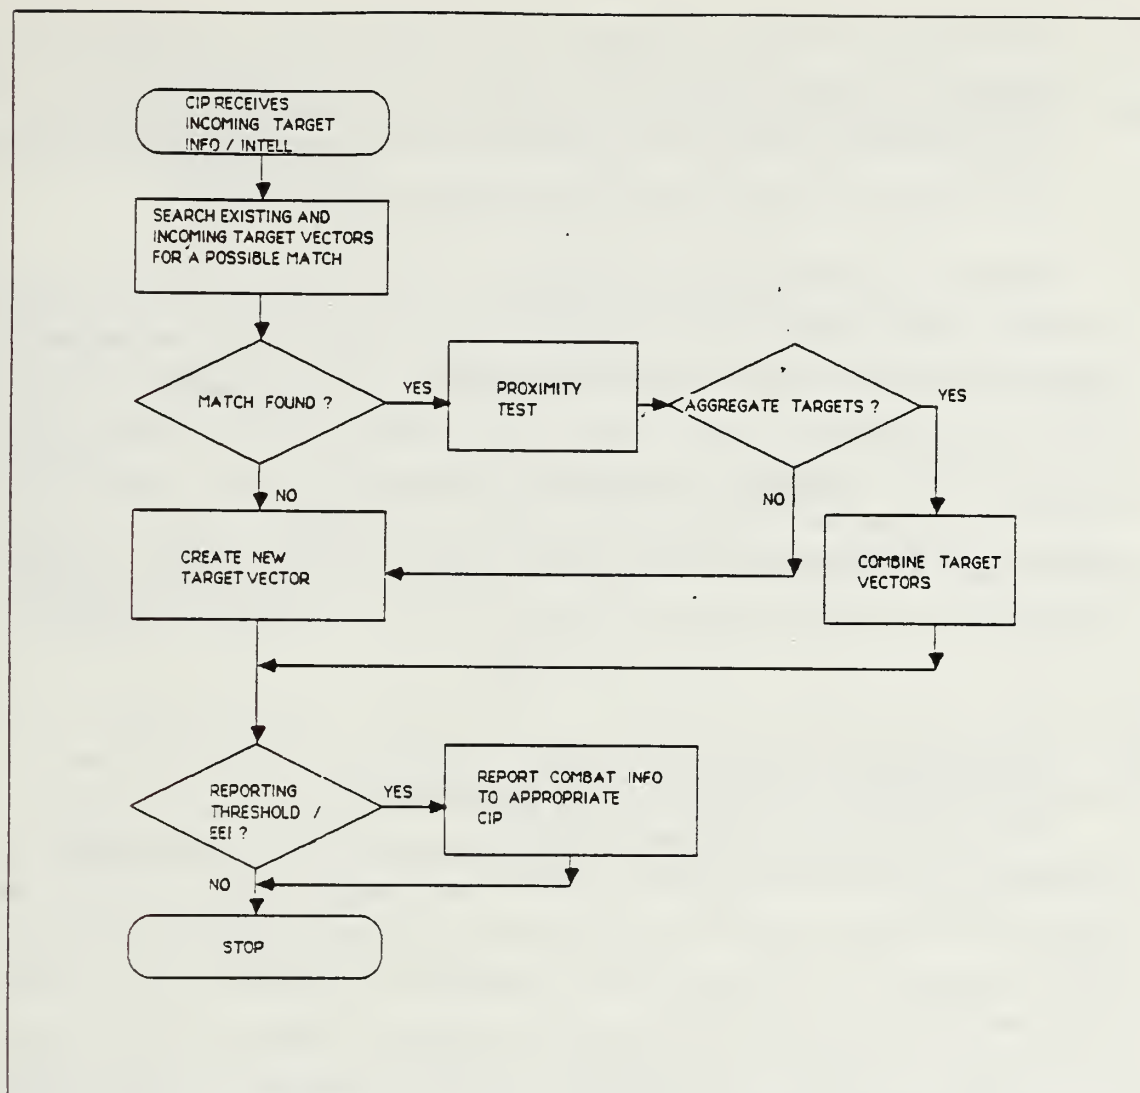 CIP RECEIVES
INCOMING TARGET
INFO / INTELL
SEARCH EXISTING AND
INCOMING TARGET VECTORS
FOR A POSSIBLE MATCH
MATCH FOUND ?
YES
PROXIMITY
TEST
AGGREGATE TARGETS ?
YES
NO
NO
CREATE NEW
TARGET VECTOR
COMBINE TARGET
VECTORS
REPORTING
THRESHOLD /
EEI ?
YES
REPORT COMBAT INFO
TO APPROPRIATE
CIP
NO
STOP